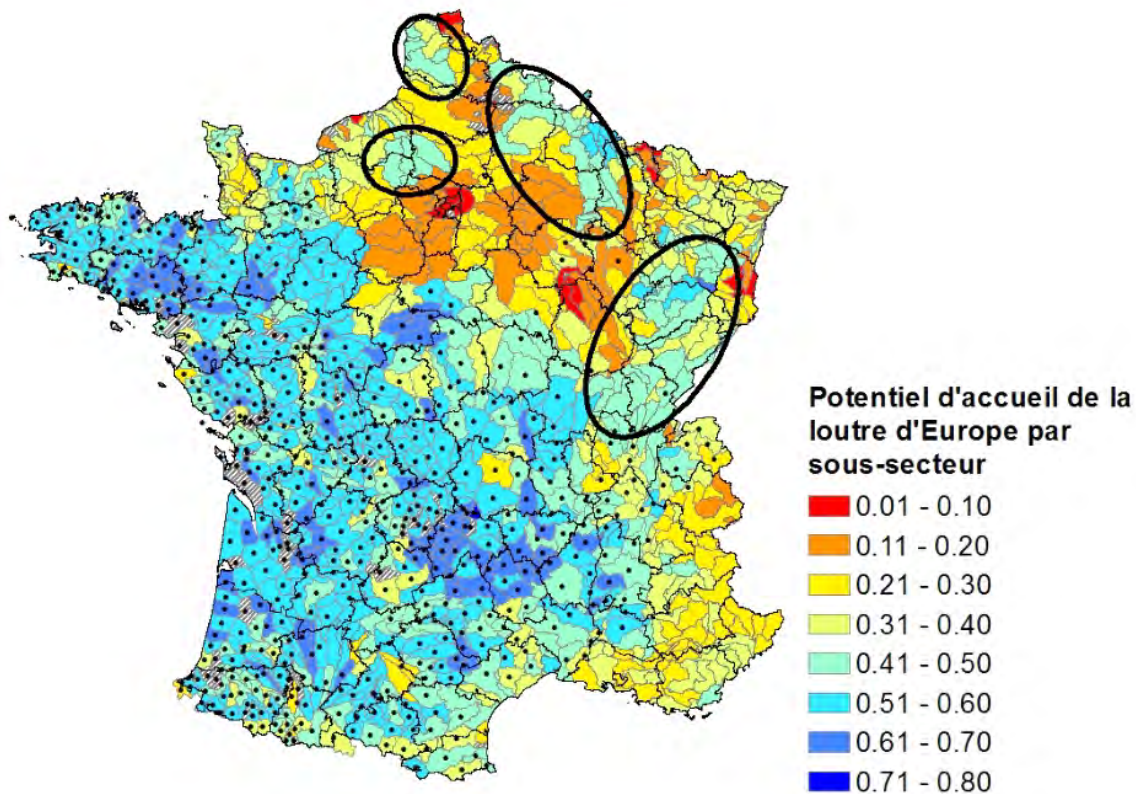 Potentiel d'accueil de la
loutre d'Europe par
sous-secteur
0.01 - 0.10
0.11 - 0.20
0.21 - 0.30
0.31 - 0.40
0.41 - 0.50
0.51 - 0.60
0.61 - 0.70
0.71 - 0.80